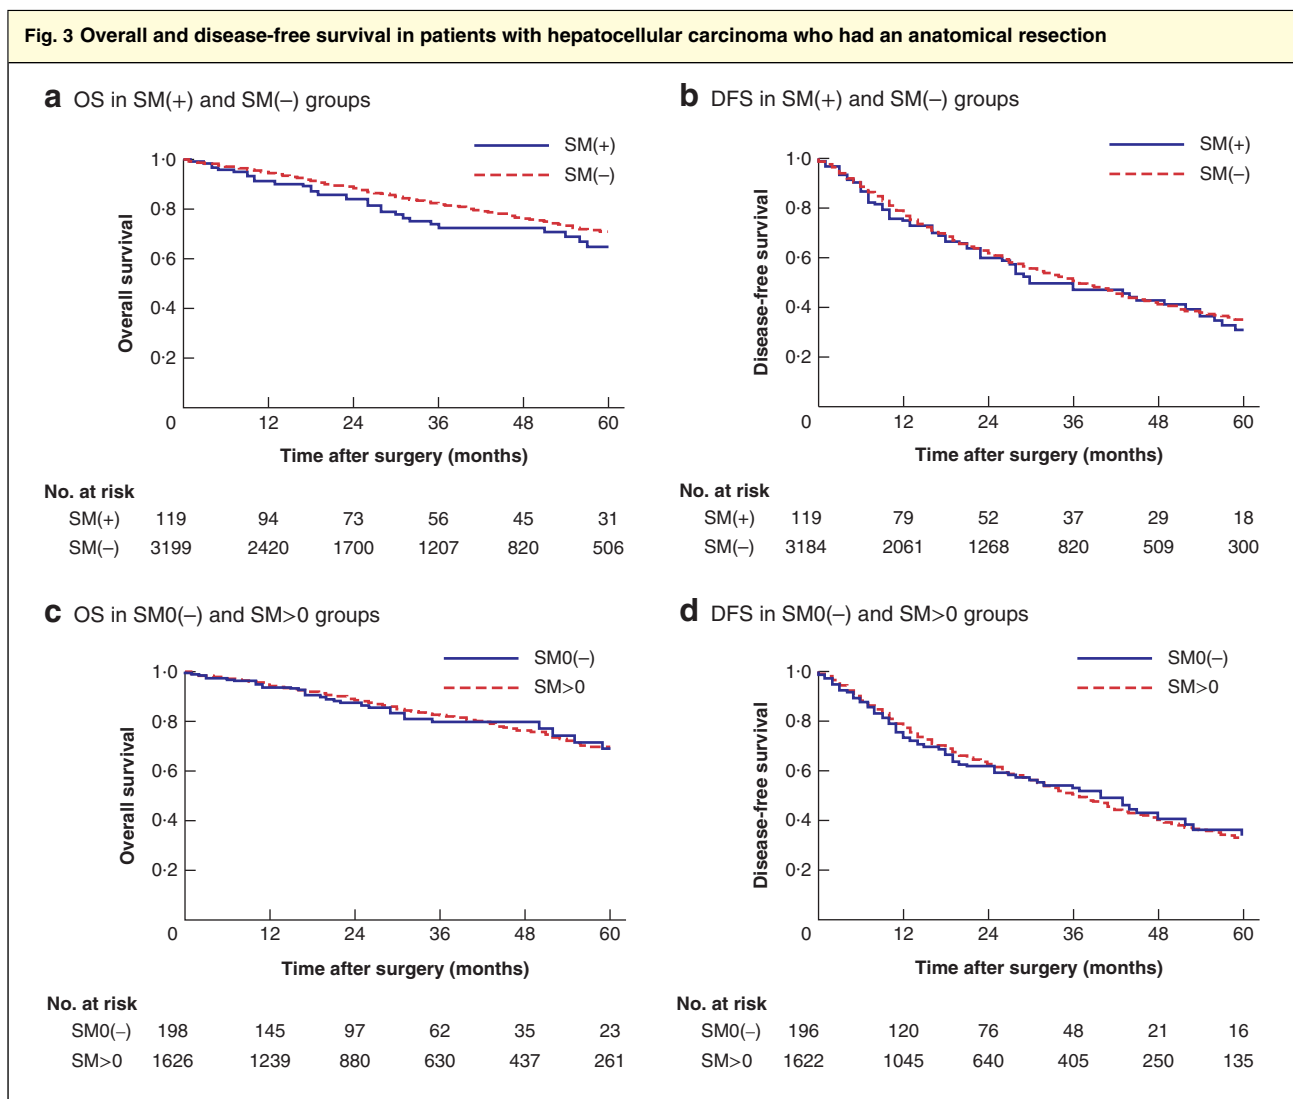 Fig. 3 Overall and disease-free survival in patients with hepatocellular carcinoma who had an anatomical resection
a OS in SM(+) and SM(–) groups
SM(+)
SM(–)
1·0
0·8
0·6
0·4
0·2
0
12
24
36
48
60
Overall survival
Time after surgery (months)
No. at risk
SM(+) 119 94 73 56 45 31
SM(–) 3199 2420 1700 1207 820 506
b DFS in SM(+) and SM(–) groups
SM(+)
SM(–)
1·0
0·8
0·6
0·4
0·2
0
12
24
36
48
60
Disease-free survival
Time after surgery (months)
No. at risk
SM(+) 119 79 52 37 29 18
SM(–) 3184 2061 1268 820 509 300
c OS in SM0(–) and SM>0 groups
SM0(–)
SM>0
1·0
0·8
0·6
0·4
0·2
0
12
24
36
48
60
Overall survival
Time after surgery (months)
No. at risk
SM0(–) 198 145 97 62 35 23
SM>0 1626 1239 880 630 437 261
d DFS in SM0(–) and SM>0 groups
SM0(–)
SM>0
1·0
0·8
0·6
0·4
0·2
0
12
24
36
48
60
Disease-free survival
Time after surgery (months)
No. at risk
SM0(–) 196 120 76 48 21 16
SM>0 1622 1045 640 405 250 135